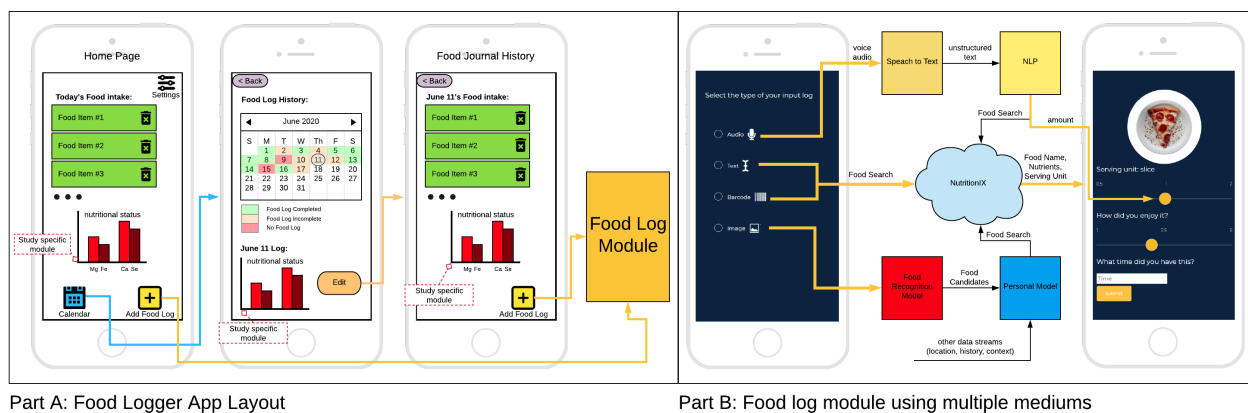 Home Page
Settings
Today's Food intake:
Food Item #1
Food Item #2
Food Item #3
nutritional status
Study specific
module
Mg Fe Ca Se
Calendar
Add Food Log
< Back
Food Log History:
June 2020
S M T W Th F S
1 2 3 4 5 6
7 8 9 10 11 12 13
14 15 16 17 18 19 20
21 22 23 24 25 26 27
28 29 30 31
Food Log Completed
Food Log Incomplete
No Food Log
June 11 Log:
nutritional status
Edit
Study specific
module
Food Journal History
< Back
June 11's Food intake:
Food Item #1
Food Item #2
Food Item #3
nutritional status
Mg Fe Ca Se
Study specific
module
Add Food Log
Food Log
Module
Part A: Food Logger App Layout
Select the type of your input log
Audio
Text
Barcode
Image
voice
audio
Speach to Text
unstructured
text
NLP
Food Search
amount
Food Search
NutritionIX
Food Name,
Nutrients,
Serving Unit
Food Search
Food
Recognition
Model
Food
Candidates
Personal Model
other data streams
(location, history, context)
Serving unit: slice
0.5 1 2
How did you enjoy it?
1 2.5 5
What time did you have this?
Time
Submit
Part B: Food log module using multiple mediums